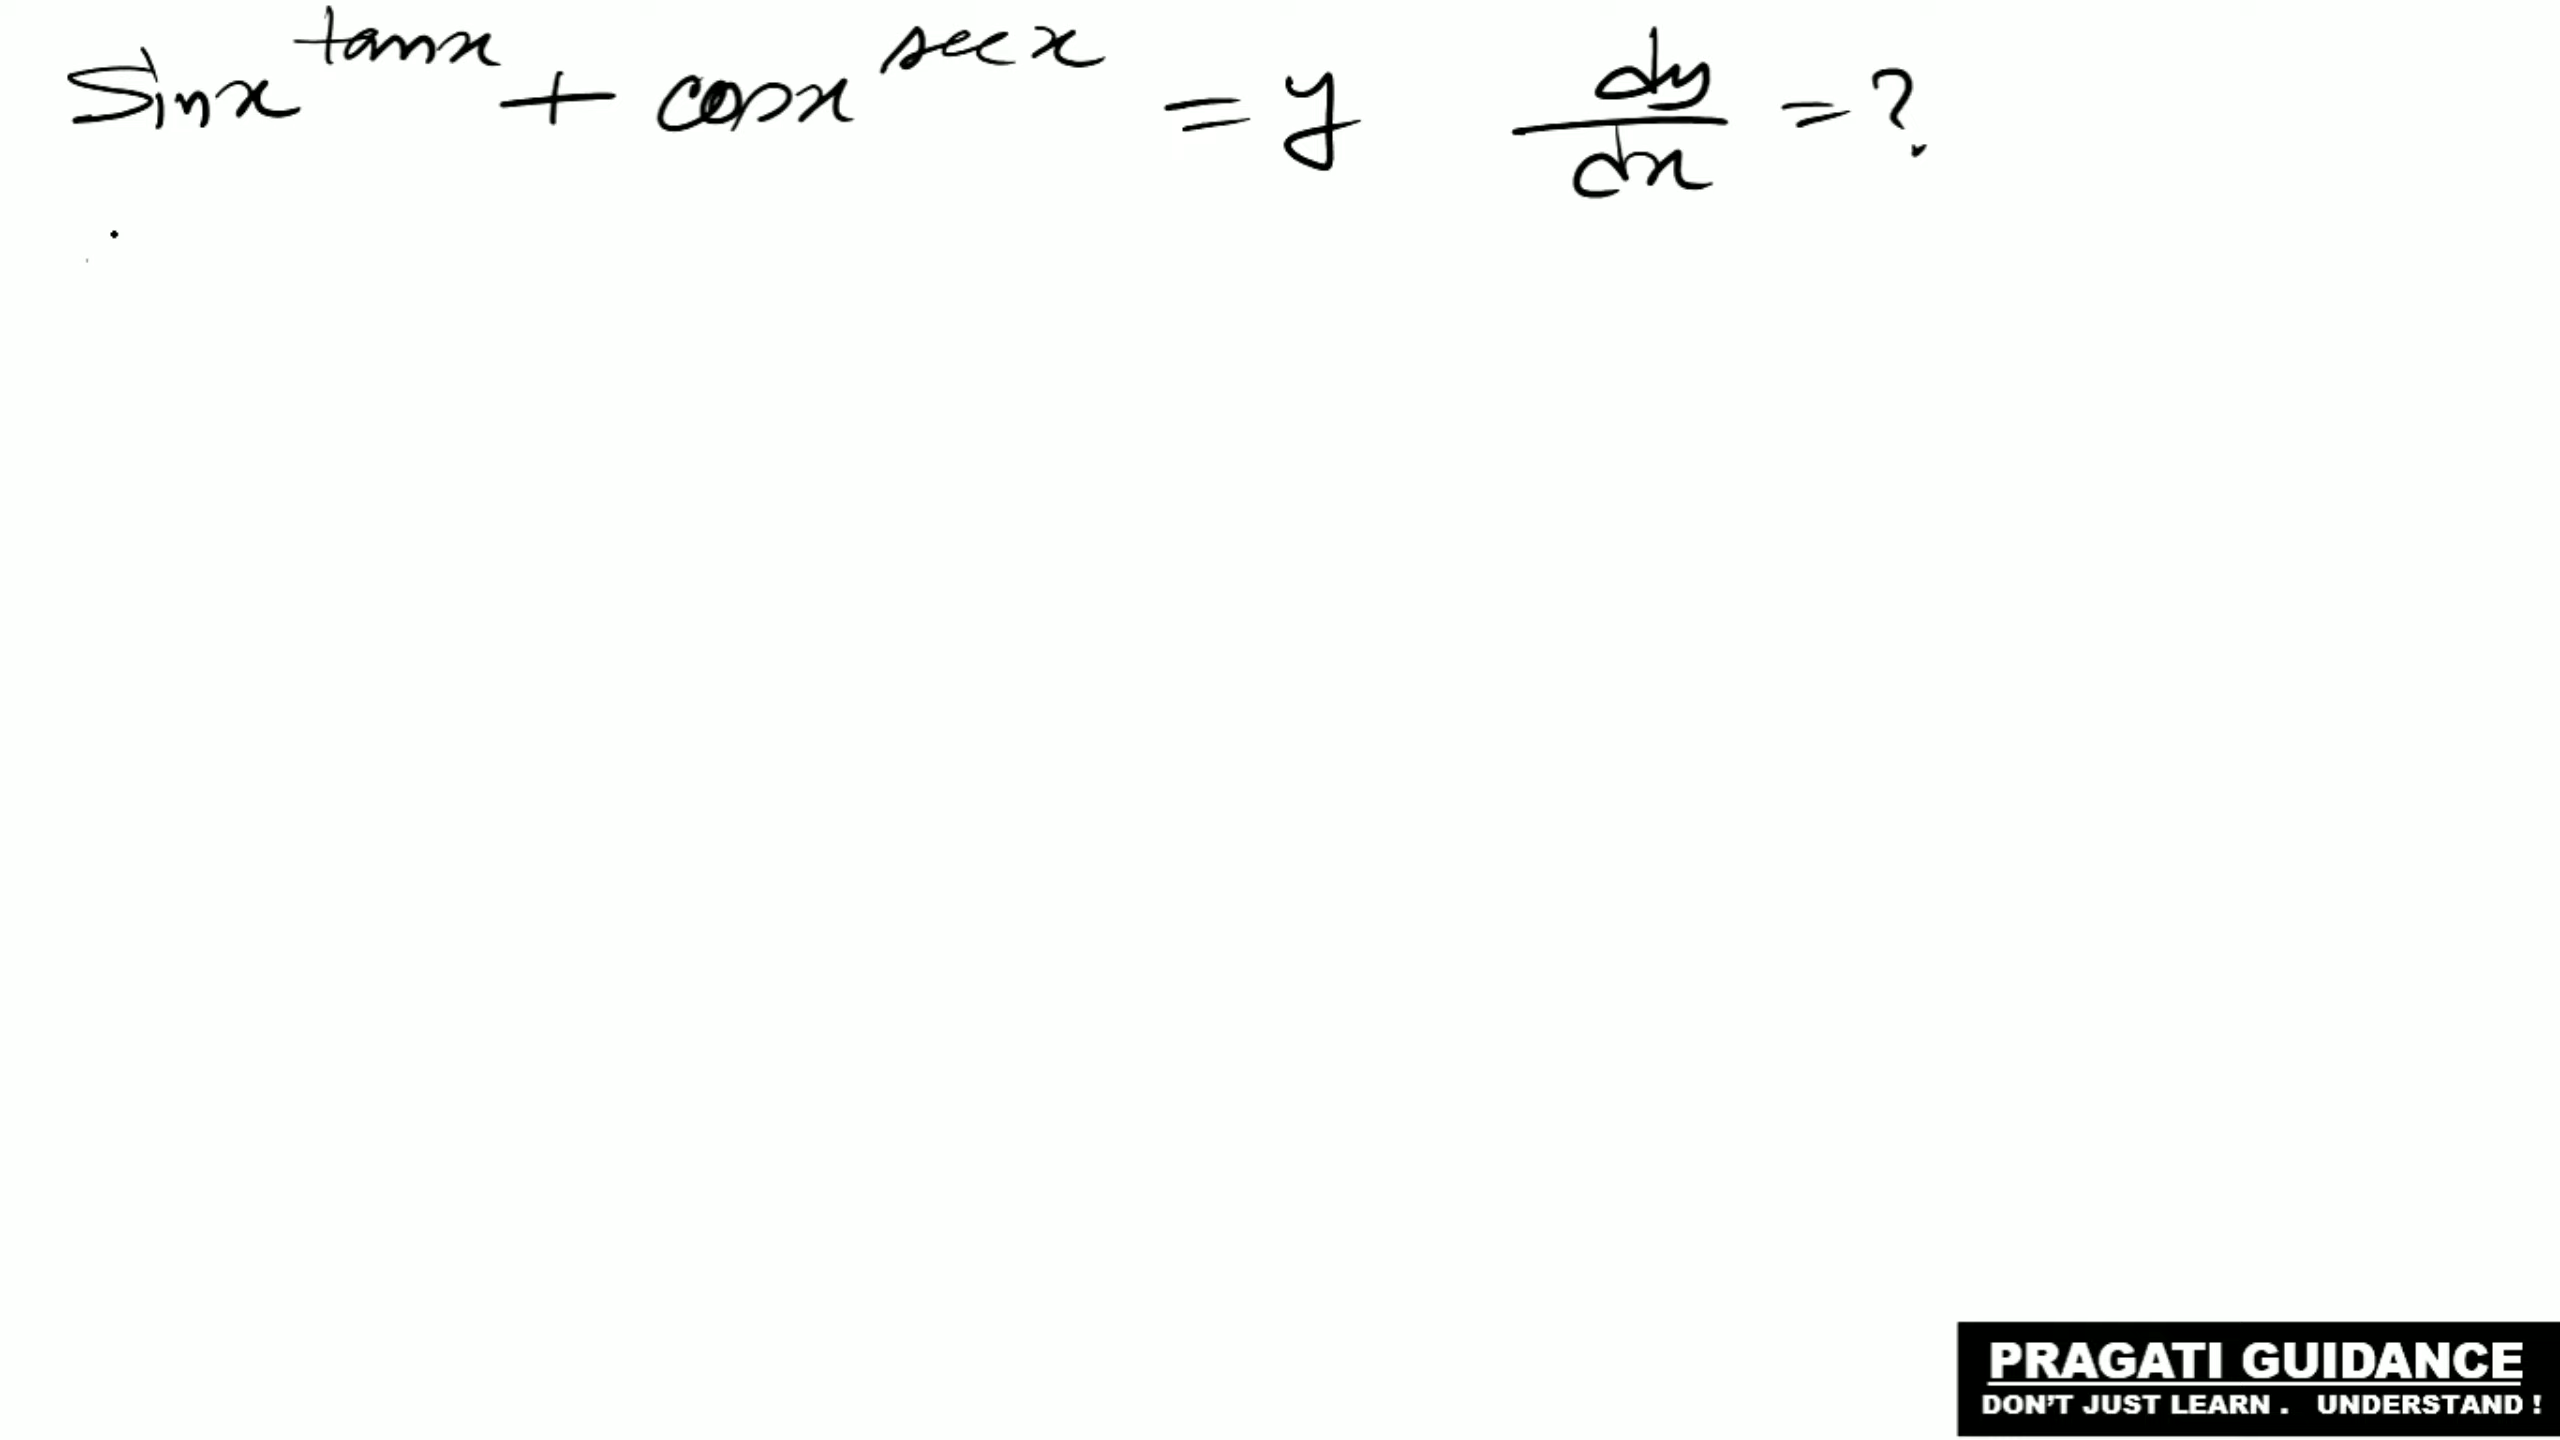 Sinx^tanx + cosx^secx = y dy/dx = ?
PRAGATI GUIDANCE
DON'T JUST LEARN . UNDERSTAND !